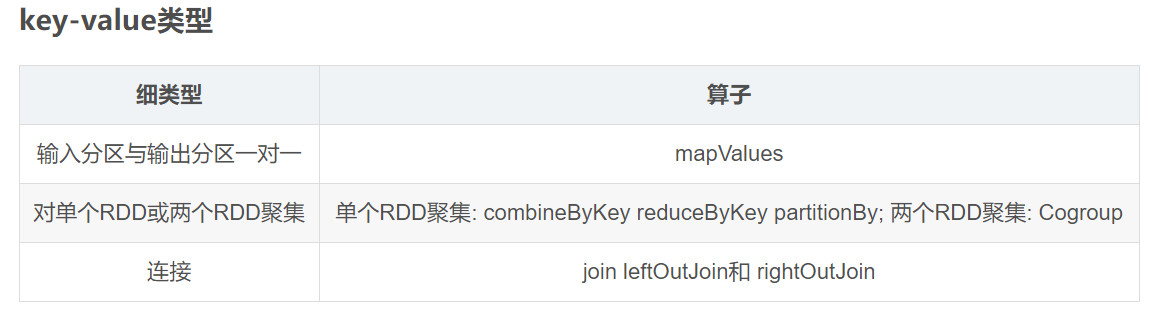 key-value类型
细类型 算子
输入分区与输出分区一对一 mapValues
对单个RDD或两个RDD聚集 单个RDD聚集: combineByKey reduceByKey partitionBy; 两个RDD聚集: Cogroup
连接 join leftOutJoin和 rightOutJoin